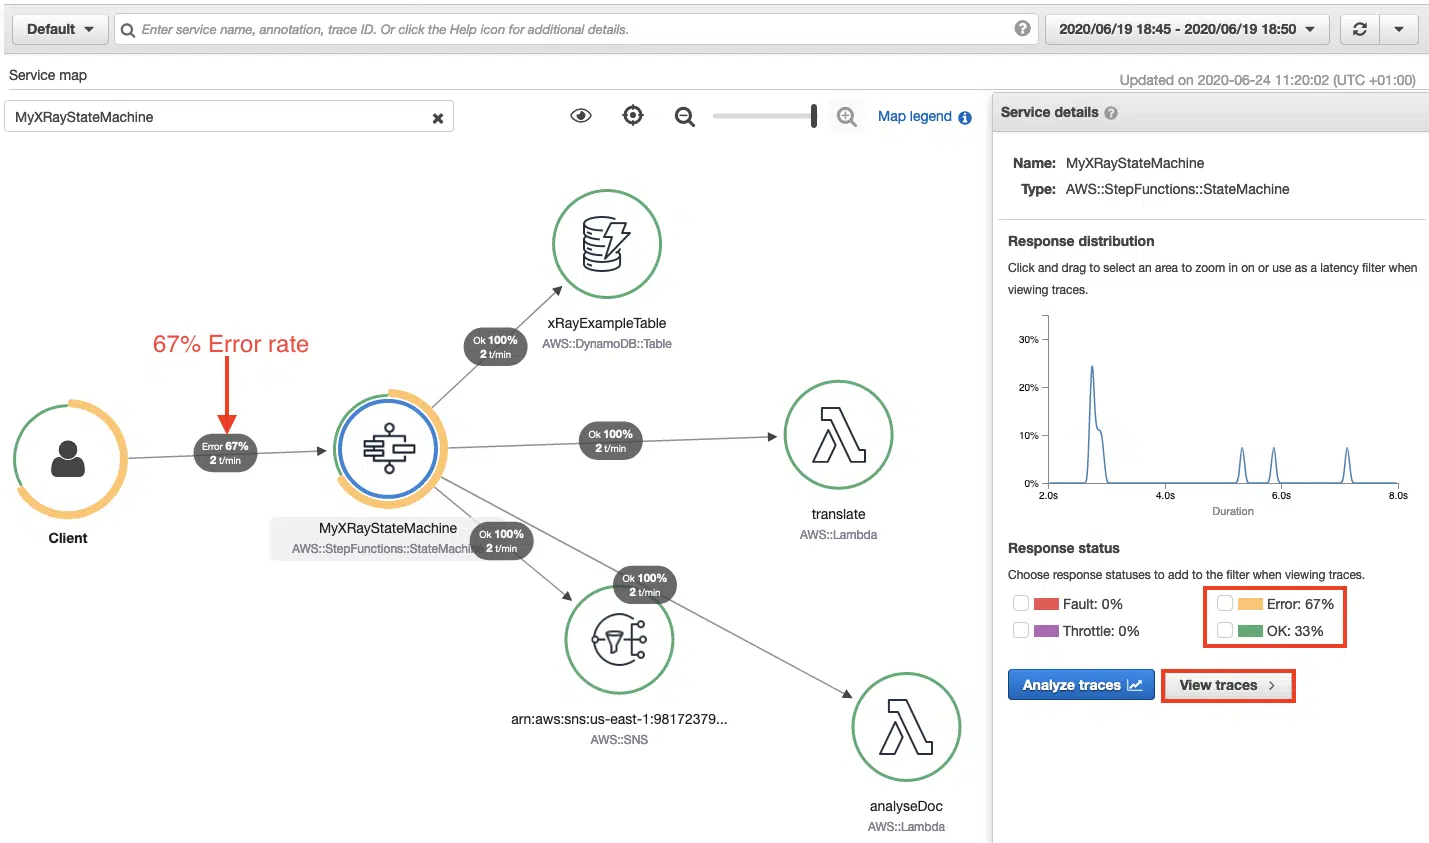 Default
Enter service name, annotation, trace ID. Or click the Help icon for additional details.
2020/06/19 18:45 - 2020/06/19 18:50
Service map
Updated on 2020-06-24 11:20:02 (UTC +01:00)
MyXRayStateMachine
Map legend
67% Error rate
Error 67%
2 t/min
Client
MyXRayStateMachine
AWS::StepFunctions::StateMachine
Ok 100%
2 t/min
xRayExampleTable
AWS::DynamoDB::Table
Ok 100%
2 t/min
translate
AWS::Lambda
Ok 100%
2 t/min
arn:aws:sns:us-east-1:98172379...
AWS::SNS
Ok 100%
2 t/min
analyseDoc
AWS::Lambda
Service details
Name: MyXRayStateMachine
Type: AWS::StepFunctions::StateMachine
Response distribution
Click and drag to select an area to zoom in on or use as a latency filter when
viewing traces.
30%
20%
10%
0%
2.0s 4.0s 6.0s 8.0s
Duration
Response status
Choose response statuses to add to the filter when viewing traces.
Fault: 0% Error: 67%
Throttle: 0% OK: 33%
Analyze traces View traces